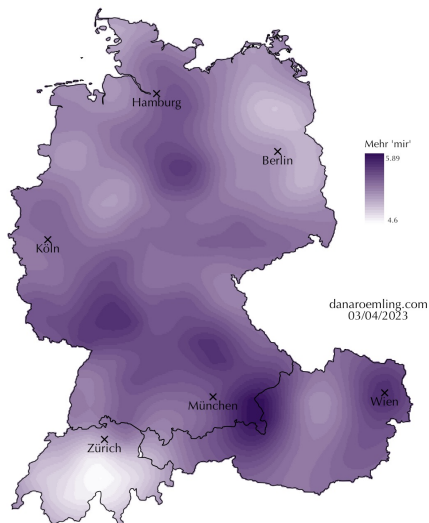 Hamburg
Mehr 'mir'
5.89
Berlin
4.6
Köln
danaroemling.com
03/04/2023
München
Wien
Zürich